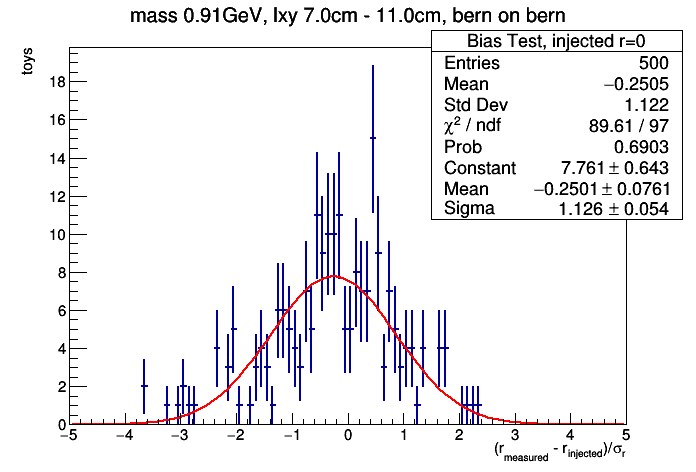 mass 0.91GeV, lxy 7.0cm - 11.0cm, bern on bern
Bias Test, injected r=0
Entries 500
Mean −0.2505
Std Dev 1.122
χ² / ndf 89.61 / 97
Prob 0.6903
Constant 7.761 ± 0.643
Mean −0.2501 ± 0.0761
Sigma 1.126 ± 0.054
toys
18
16
14
12
10
8
6
4
2
0
−5 −4 −3 −2 −1 0 1 2 3 4 5
(r_measured - r_injected)/σ_r